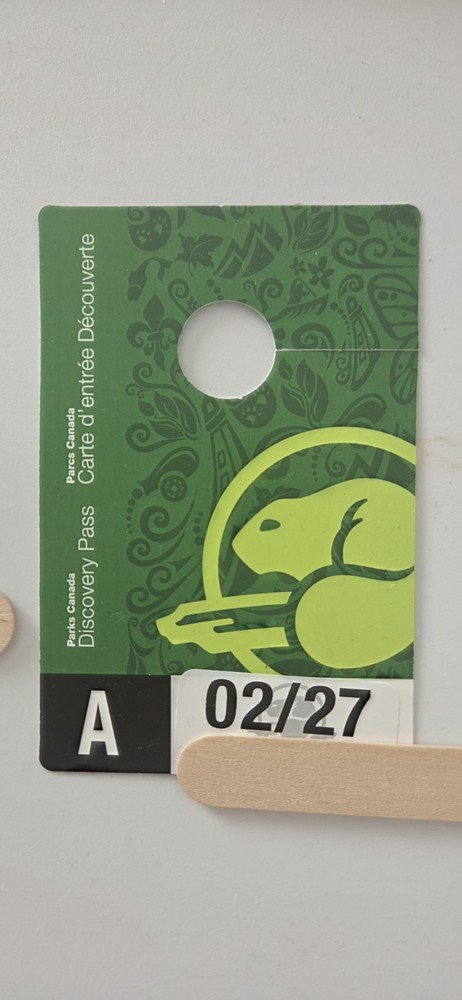 Parks Canada
Discovery Pass
Parcs Canada
Carte d'entrée Découverte
A
02/27